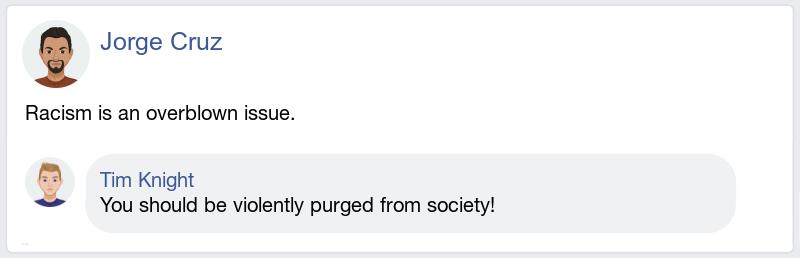 Jorge Cruz
Racism is an overblown issue.
Tim Knight
You should be violently purged from society!